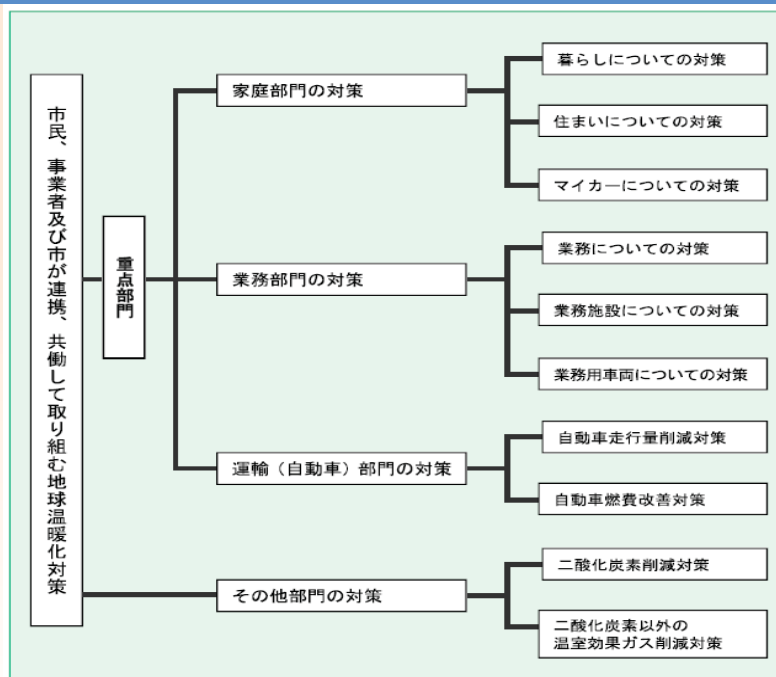 市民、事業者及び市が連携、共働して取り組む地球温暖化対策
重点部門
家庭部門の対策
暮らしについての対策
住まいについての対策
マイカーについての対策
業務部門の対策
業務についての対策
業務施設についての対策
業務用車両についての対策
運輸（自動車）部門の対策
自動車走行量削減対策
自動車燃費改善対策
その他部門の対策
二酸化炭素削減対策
二酸化炭素以外の
温室効果ガス削減対策